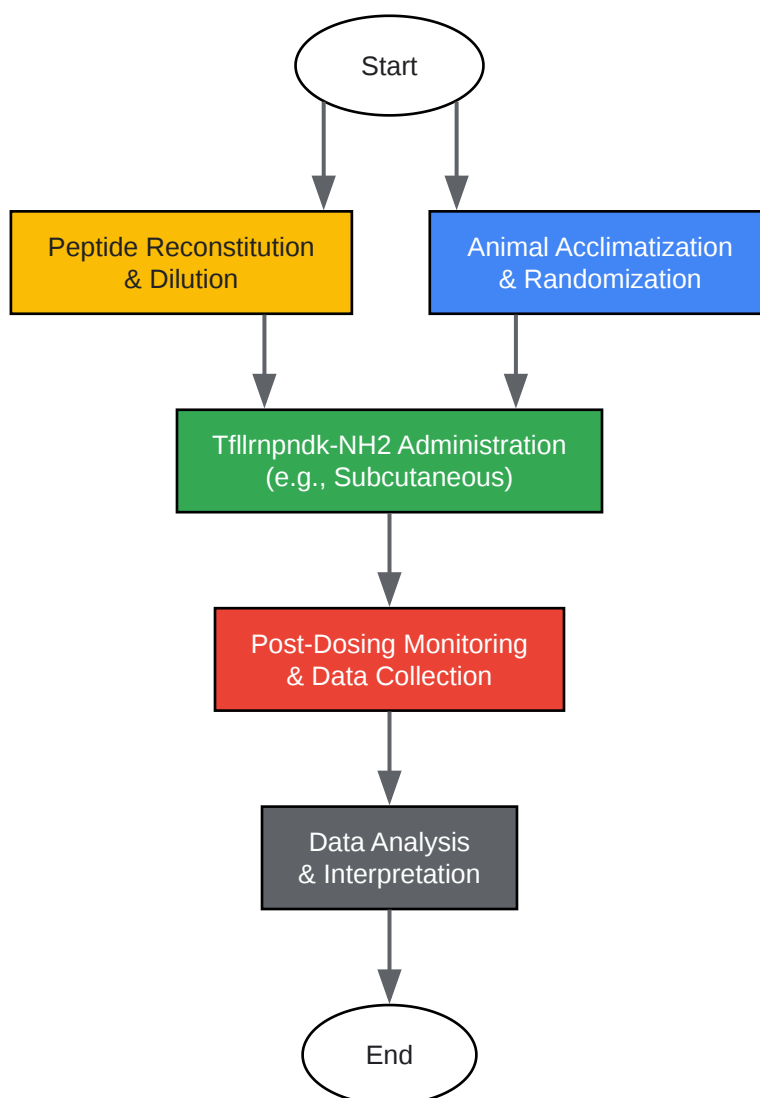 Start
Peptide Reconstitution
& Dilution
Animal Acclimatization
& Randomization
Tfllrnpndk-NH2 Administration
(e.g., Subcutaneous)
Post-Dosing Monitoring
& Data Collection
Data Analysis
& Interpretation
End